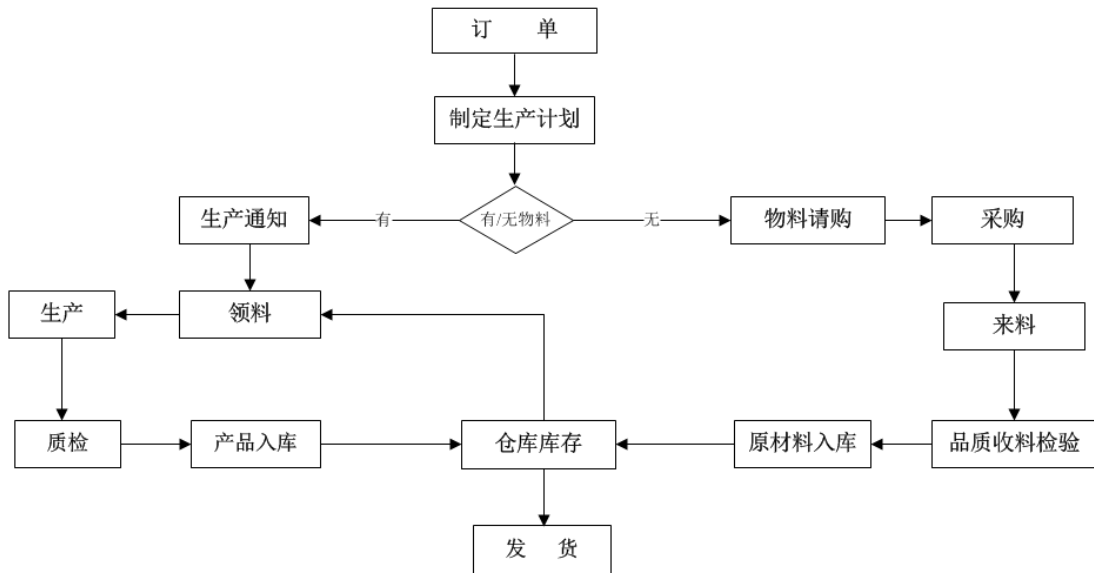 订 单
制定生产计划
生产通知
有
有/无物料
无
物料请购
采购
生产
领料
来料
质检
产品入库
仓库库存
原材料入库
品质收料检验
发 货